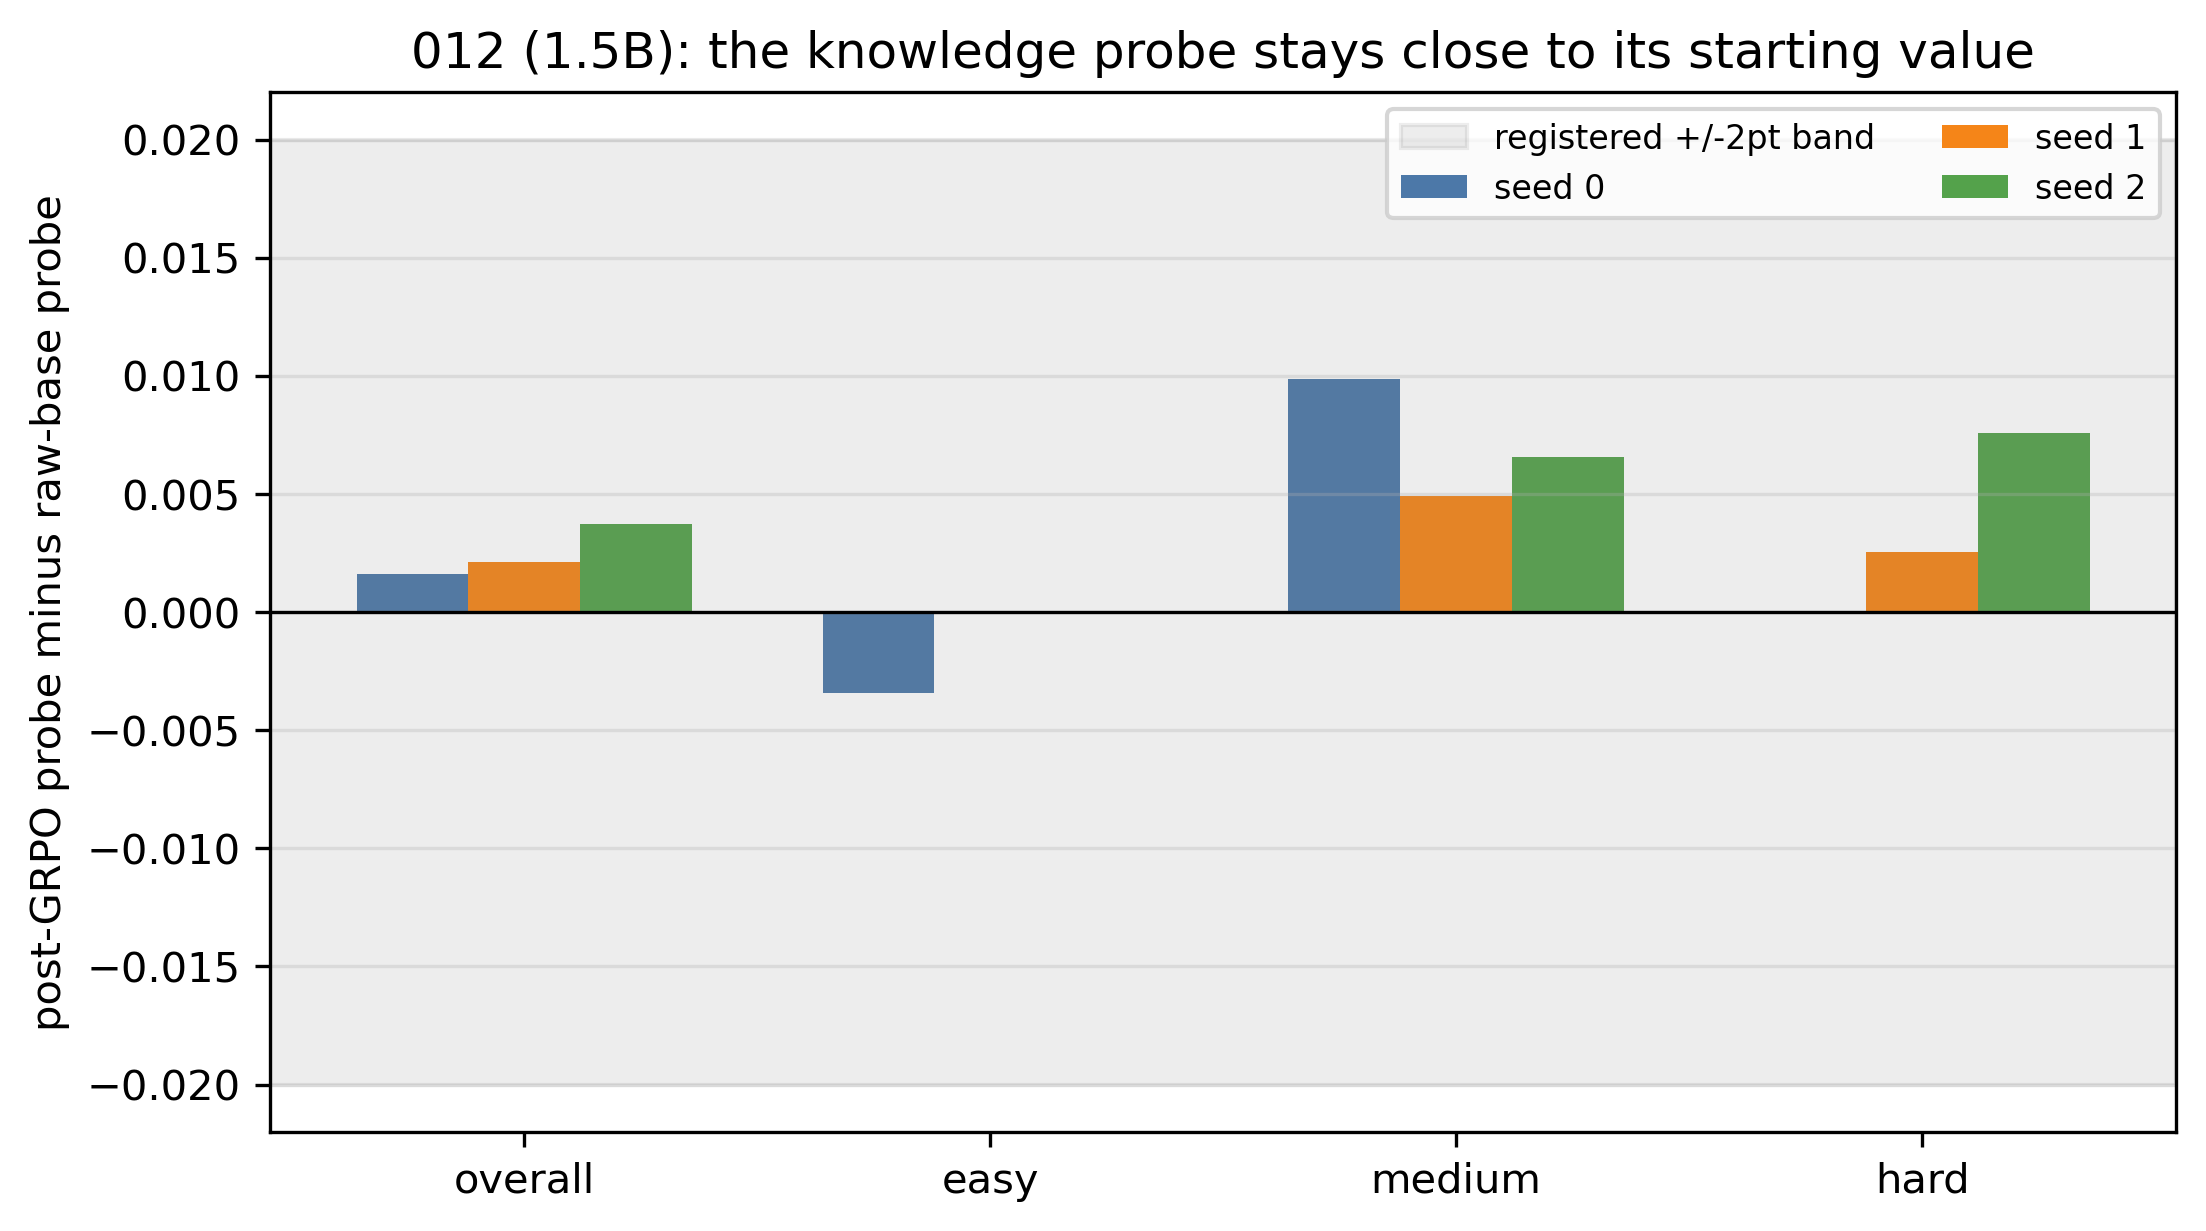 012 (1.5B): the knowledge probe stays close to its starting value
post-GRPO probe minus raw-base probe
0.020
0.015
0.010
0.005
0.000
−0.005
−0.010
−0.015
−0.020
registered +/-2pt band
seed 0
seed 1
seed 2
overall
easy
medium
hard